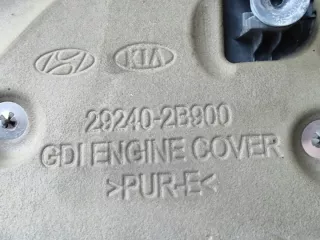 KIA
29240-2B900
GDI ENGINE COVER
>PUR-E<